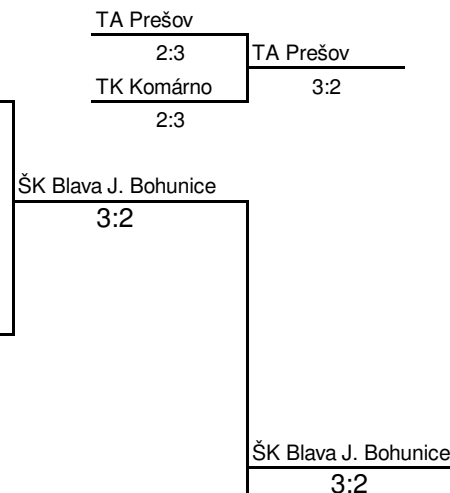 TA Prešov
2:3
TA Prešov
TK Komárno
3:2
2:3
ŠK Blava J. Bohunice
3:2
ŠK Blava J. Bohunice
3:2